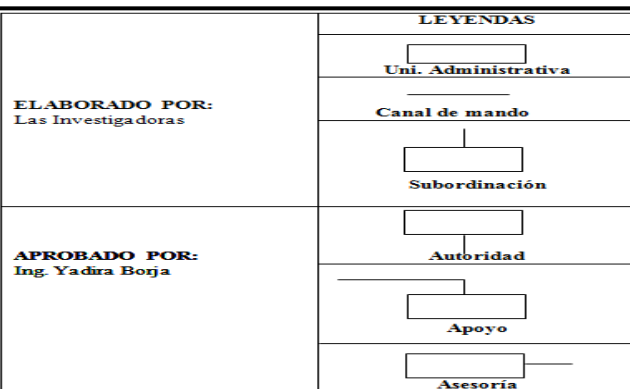 LEYENDAS
Uni. Administrativa
ELABORADO POR:
Las Investigadoras
Canal de mando
Subordinación
APROBADO POR:
Ing. Yadira Borja
Autoridad
Apoyo
Asesoría